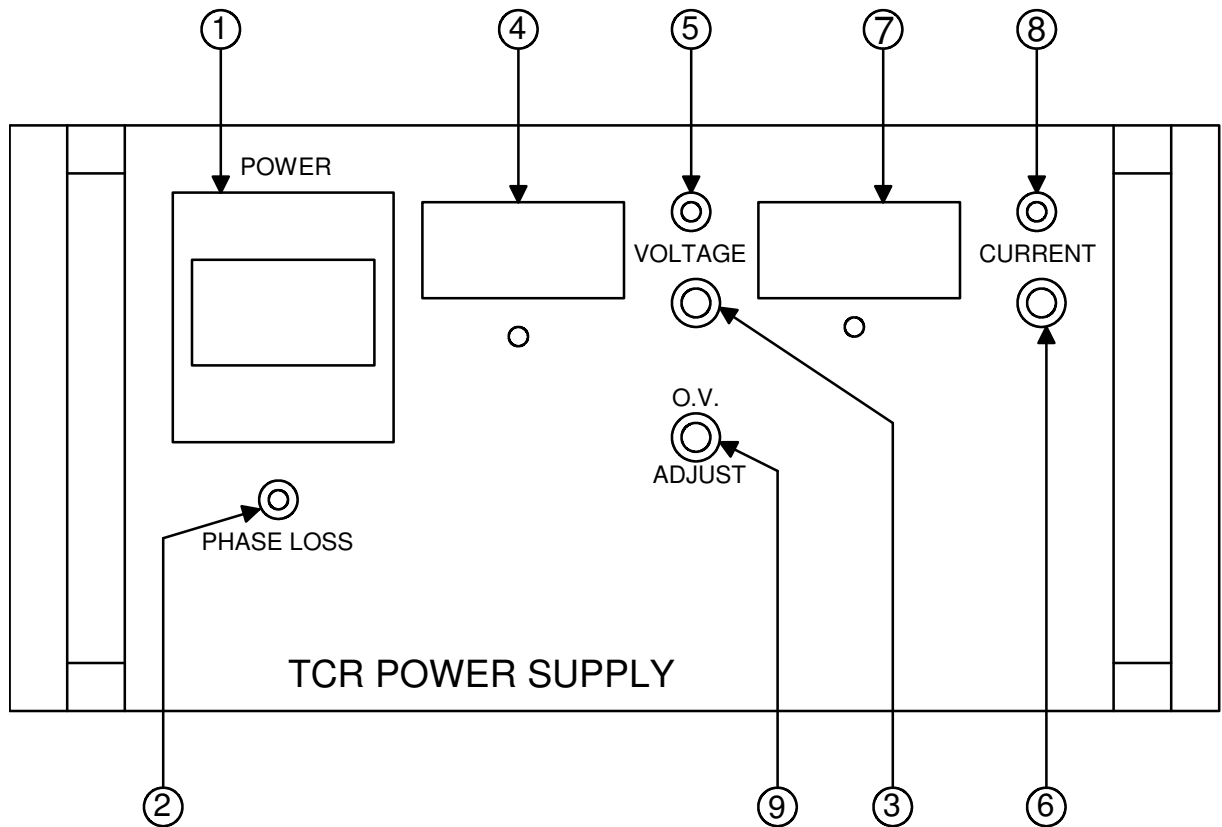 1 4 5 7 8
POWER
VOLTAGE CURRENT
O.V.
ADJUST
PHASE LOSS
TCR POWER SUPPLY
2 9 3 6